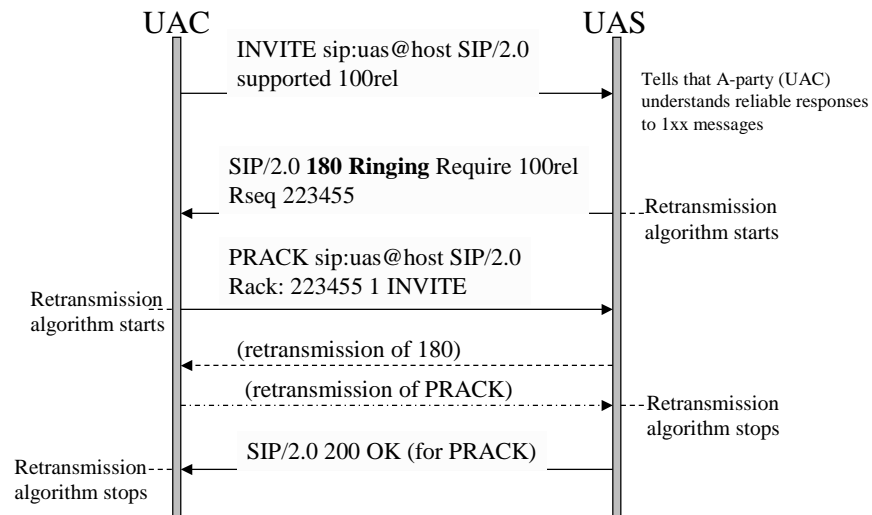 UAC
UAS
INVITE sip:uas@host SIP/2.0
supported 100rel
Tells that A-party (UAC)
understands reliable responses
to 1xx messages
SIP/2.0 180 Ringing Require 100rel
Rseq 223455
Retransmission
algorithm starts
PRACK sip:uas@host SIP/2.0
Rack: 223455 1 INVITE
Retransmission
algorithm starts
(retransmission of 180)
(retransmission of PRACK)
Retransmission
algorithm stops
SIP/2.0 200 OK (for PRACK)
Retransmission
algorithm stops